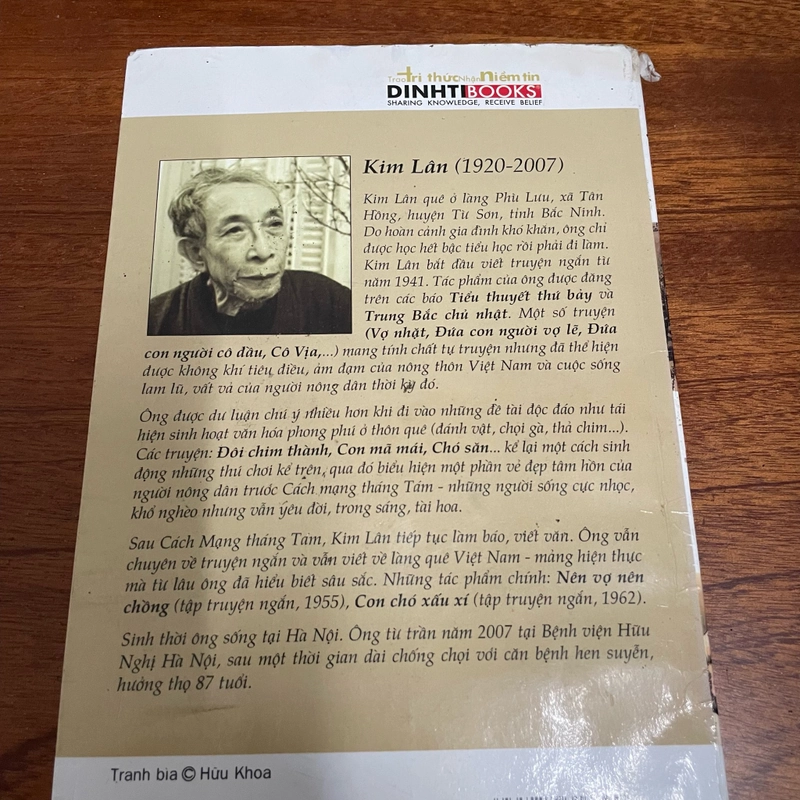 Trao tri thức Nhận niềm tin
DINHTIBOOKS
SHARING KNOWLEDGE, RECEIVE BELIEF
Kim Lân (1920-2007)
Kim Lân quê ở làng Phù Lưu, xã Tân
Hồng, huyện Từ Sơn, tỉnh Bắc Ninh.
Do hoàn cảnh gia đình khó khăn, ông chỉ
được học hết bậc tiểu học rồi phải đi làm.
Kim Lân bắt đầu viết truyện ngắn từ
năm 1941. Tác phẩm của ông được đăng
trên các báo Tiểu thuyết thứ bảy và
Trung Bắc chủ nhật. Một số truyện
(Vợ nhặt, Đứa con người vợ lẽ, Đứa
con người cô đầu, Cô Vịa,...) mang tính chất tự truyện nhưng đã thể hiện
được không khí tiêu điều, ảm đạm của nông thôn Việt Nam và cuộc sống
lam lũ, vất vả của người nông dân thời kỳ đó.
Ông được dư luận chú ý nhiều hơn khi đi vào những đề tài độc đáo như tái
hiện sinh hoạt văn hóa phong phú ở thôn quê (đánh vật, chọi gà, thả chim...).
Các truyện: Đôi chim thành, Con mã mái, Chó săn... kể lại một cách sinh
động những thú chơi kể trên, qua đó biểu hiện một phần vẻ đẹp tâm hồn của
người nông dân trước Cách mạng tháng Tám - những người sống cực nhọc,
khổ nghèo nhưng vẫn yêu đời, trong sáng, tài hoa.
Sau Cách Mạng tháng Tám, Kim Lân tiếp tục làm báo, viết văn. Ông vẫn
chuyên về truyện ngắn và vẫn viết về làng quê Việt Nam - mảng hiện thực
mà từ lâu ông đã hiểu biết sâu sắc. Những tác phẩm chính: Nên vợ nên
chồng (tập truyện ngắn, 1955), Con chó xấu xí (tập truyện ngắn, 1962).
Sinh thời ông sống tại Hà Nội. Ông từ trần năm 2007 tại Bệnh viện Hữu
Nghị Hà Nội, sau một thời gian dài chống chọi với căn bệnh hen suyễn,
hưởng thọ 87 tuổi.
Tranh bìa © Hữu Khoa